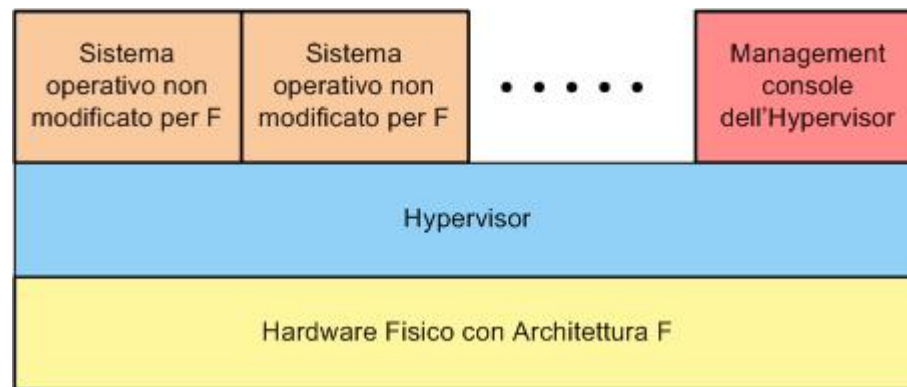 Sistema
operativo non
modificato per F
Sistema
operativo non
modificato per F
Management
console
dell'Hypervisor
Hypervisor
Hardware Fisico con Architettura F